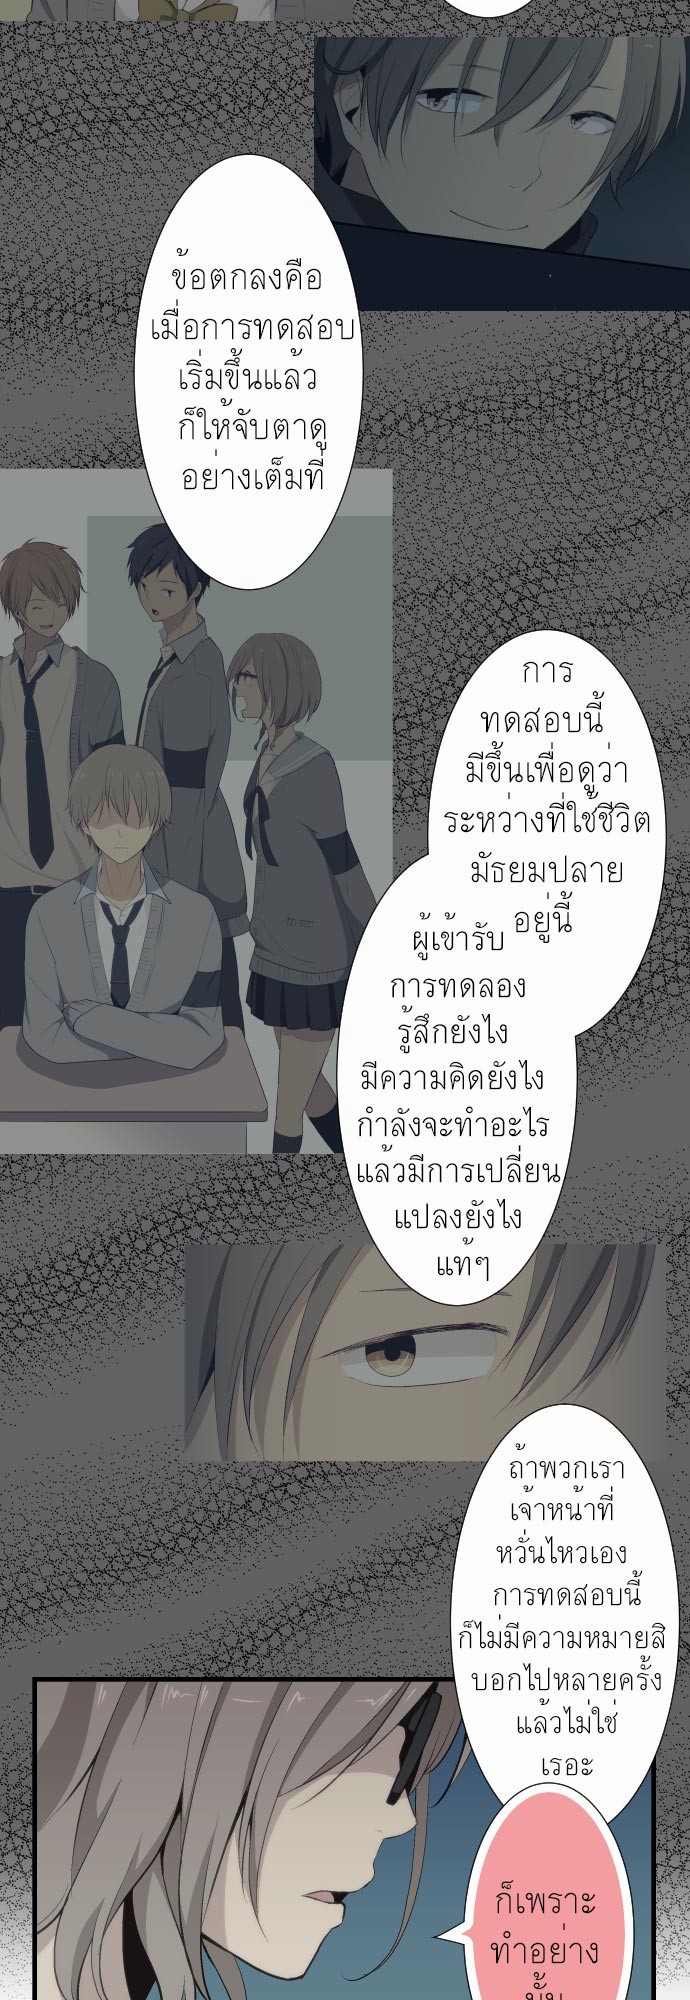 ข้อตกลงคือ
เมื่อการทดสอบ
เริ่มขึ้นแล้ว
ก็ให้จับตาดู
อย่างเต็มที่
การ
ทดสอบนี้
มีขึ้นเพื่อดูว่า
ระหว่างที่ใช้ชีวิต
มัธยมปลาย
อยู่นี้
ผู้เข้ารับ
การทดลอง
รู้สึกยังไง
มีความคิดยังไง
กำลังจะทำอะไร
แล้วมีการเปลี่ยน
แปลงยังไง
แท้ๆ
ถ้าพวกเรา
เจ้าหน้าที่
หวั่นไหวเอง
การทดสอบนี้
ก็ไม่มีความหมายสิ
บอกไปหลายครั้ง
แล้วไม่ใช่
เรอะ
ก็เพราะ
ทำอย่าง
นั้น